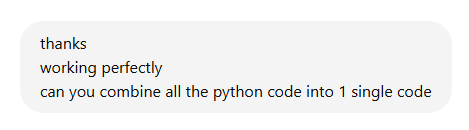 thanks
working perfectly
can you combine all the python code into 1 single code